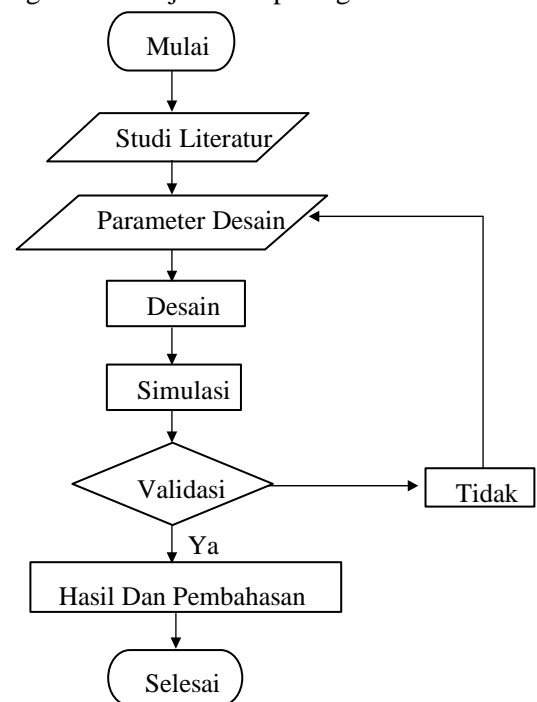 Mulai
Studi Literatur
Parameter Desain
Desain
Simulasi
Validasi
Tidak
Ya
Hasil Dan Pembahasan
Selesai